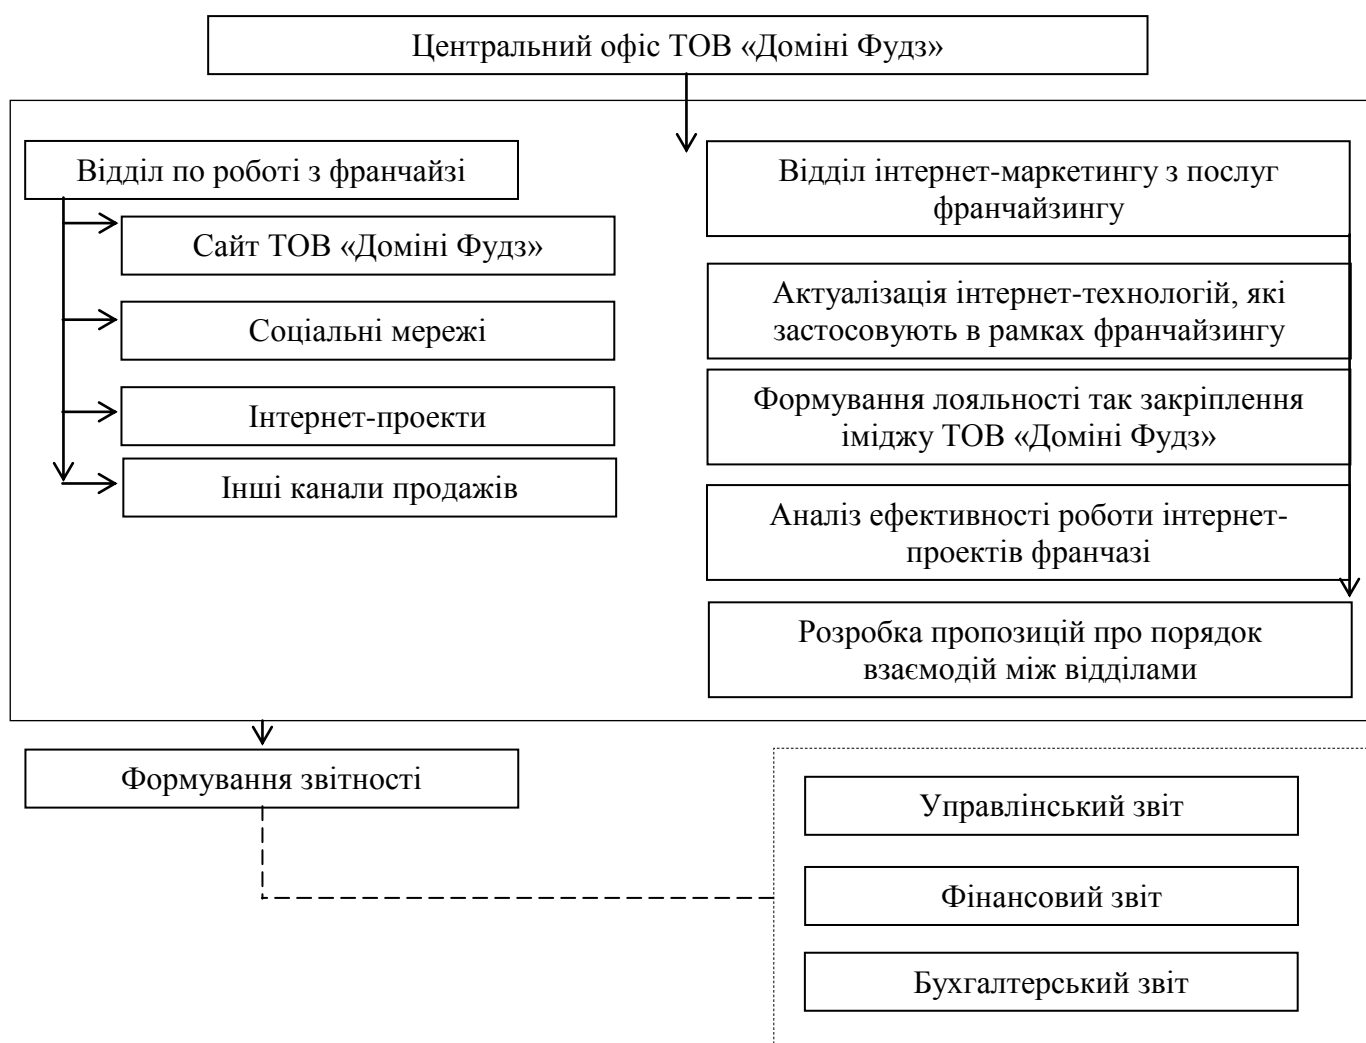 Центральний офіс ТОВ «Доміні Фудз»
Відділ по роботі з франчайзі
Сайт ТОВ «Доміні Фудз»
Соціальні мережі
Інтернет-проекти
Інші канали продажів
Відділ інтернет-маркетингу з послуг
франчайзингу
Актуалізація інтернет-технологій, які
застосовують в рамках франчайзингу
Формування лояльності так закріплення
іміджу ТОВ «Доміні Фудз»
Аналіз ефективності роботи інтернет-
проектів франчазі
Розробка пропозицій про порядок
взаємодій між відділами
Формування звітності
Управлінський звіт
Фінансовий звіт
Бухгалтерський звіт